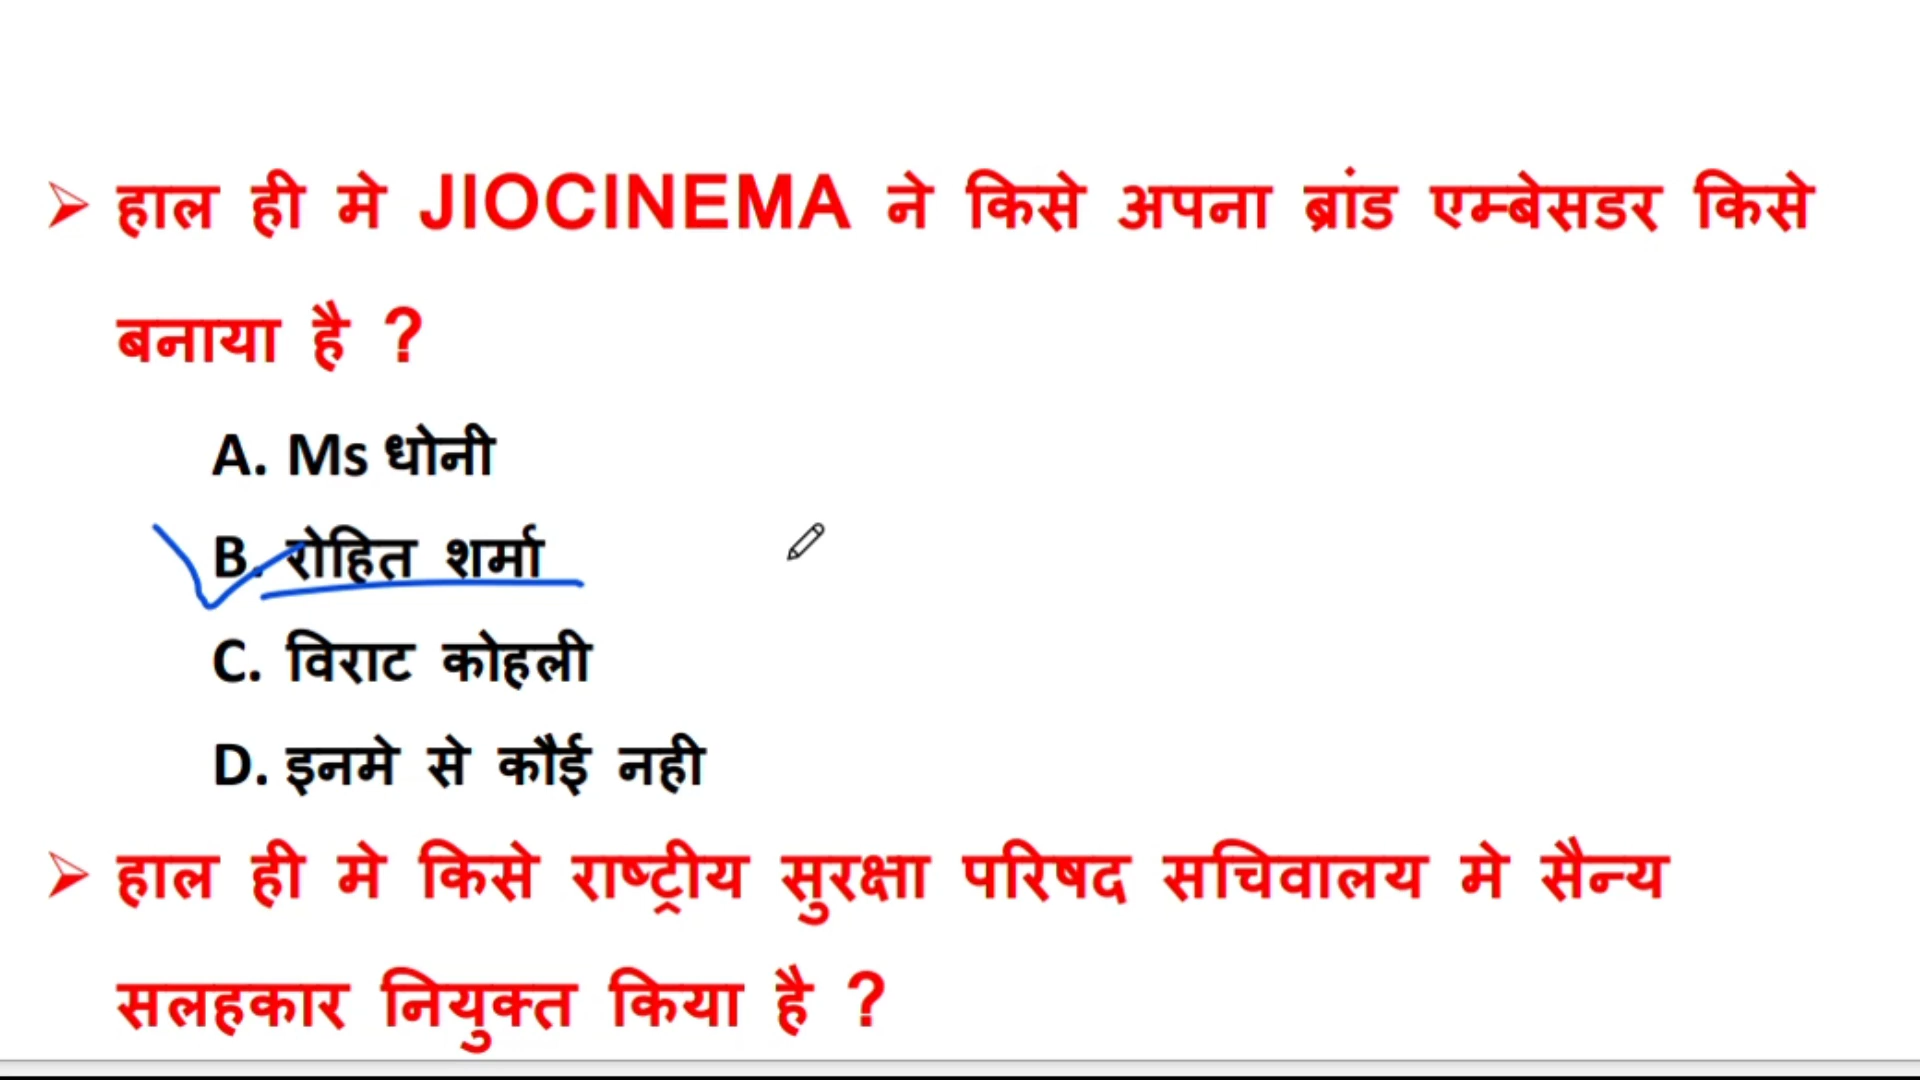 ➢ हाल ही मे JIOCINEMA ने किसे अपना ब्रांड एम्बेसडर किसे
बनाया है ?
A. Ms धोनी
B. रोहित शर्मा
C. विराट कोहली
D. इनमे से कौई नही
➢ हाल ही मे किसे राष्ट्रीय सुरक्षा परिषद सचिवालय मे सैन्य
सलहकार नियुक्त किया है ?